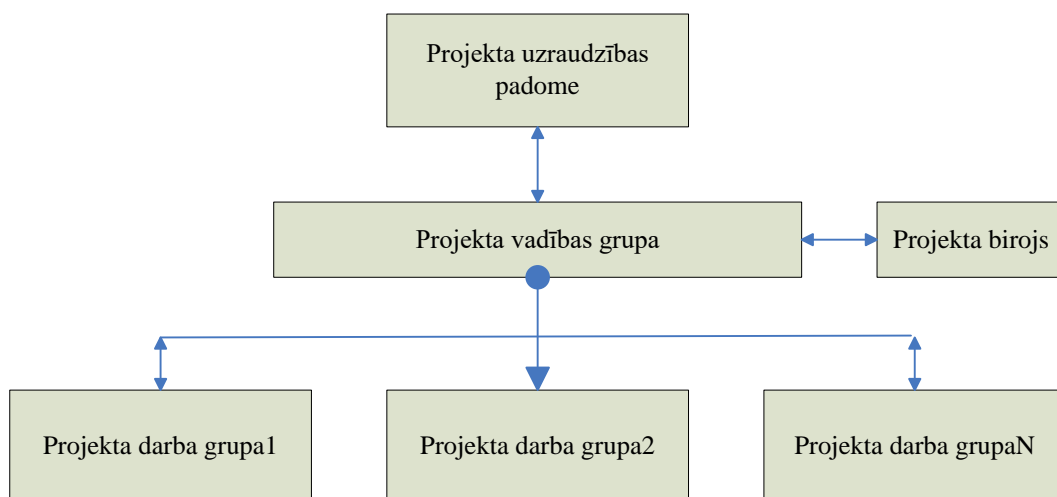 Projekta uzraudzības
padome
Projekta vadības grupa
Projekta birojs
Projekta darba grupa1
Projekta darba grupa2
Projekta darba grupaN